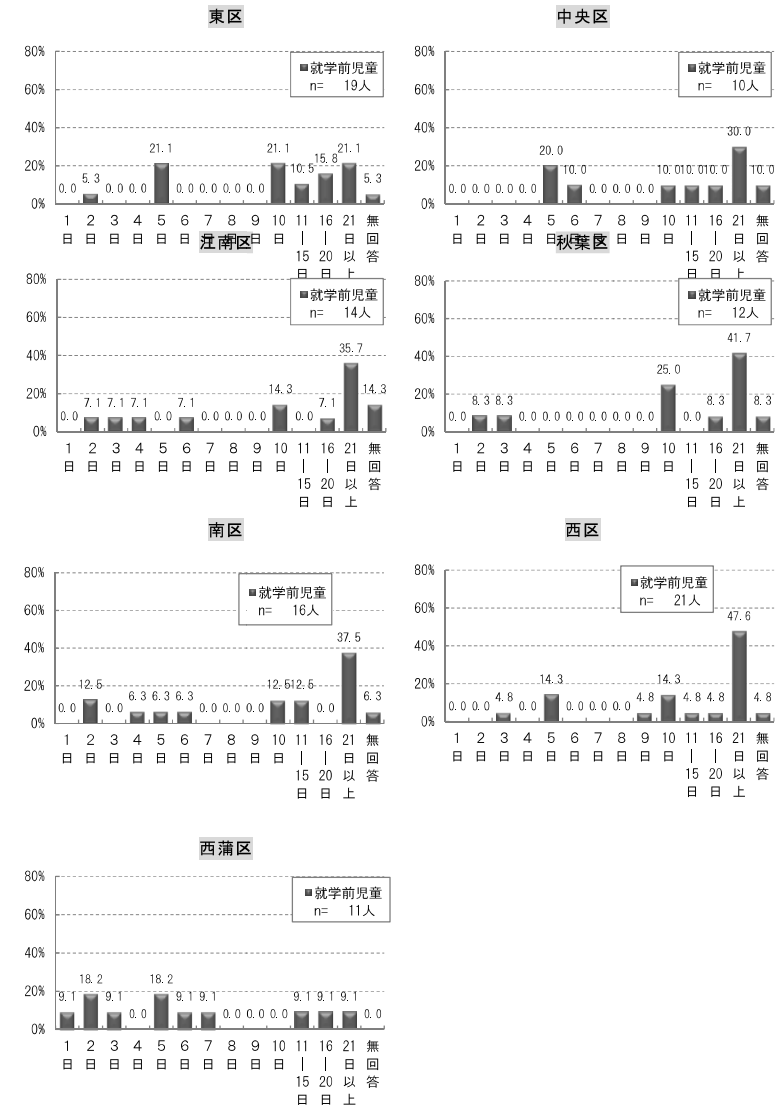 東区
80%
60%
40%
20%
0%
■就学前児童
n= 19人
0.0 5.3 0.0 0.0 21.1 0.0 0.0 0.0 0.0 21.1 10.5 15.8 21.1 5.3
1日 2日 3日 4日 5日 6日 7日 8日 9日 10日 11―15日 16―20日 21日以上 無回答
中央区
80%
60%
40%
20%
0%
■就学前児童
n= 10人
0.0 0.0 0.0 0.0 20.0 10.0 0.0 0.0 0.0 10.0 10.0 10.0 30.0 10.0
1日 2日 3日 4日 5日 6日 7日 8日 9日 10日 11―15日 16―20日 21日以上 無回答
江南区
80%
60%
40%
20%
0%
■就学前児童
n= 14人
0.0 7.1 7.1 7.1 0.0 7.1 0.0 0.0 0.0 14.3 0.0 7.1 35.7 14.3
1日 2日 3日 4日 5日 6日 7日 8日 9日 10日 11―15日 16―20日 21日以上 無回答
秋葉区
80%
60%
40%
20%
0%
■就学前児童
n= 12人
0.0 8.3 8.3 0.0 0.0 0.0 0.0 0.0 0.0 25.0 0.0 8.3 41.7 8.3
1日 2日 3日 4日 5日 6日 7日 8日 9日 10日 11―15日 16―20日 21日以上 無回答
南区
80%
60%
40%
20%
0%
■就学前児童
n= 16人
0.0 12.5 0.0 6.3 6.3 6.3 0.0 0.0 0.0 12.5 12.5 0.0 37.5 6.3
1日 2日 3日 4日 5日 6日 7日 8日 9日 10日 11―15日 16―20日 21日以上 無回答
西区
80%
60%
40%
20%
0%
■就学前児童
n= 21人
0.0 0.0 4.8 0.0 14.3 0.0 0.0 0.0 4.8 14.3 4.8 4.8 47.6 4.8
1日 2日 3日 4日 5日 6日 7日 8日 9日 10日 11―15日 16―20日 21日以上 無回答
西蒲区
80%
60%
40%
20%
0%
■就学前児童
n= 11人
9.1 18.2 9.1 0.0 18.2 9.1 9.1 0.0 0.0 0.0 9.1 9.1 9.1 0.0
1日 2日 3日 4日 5日 6日 7日 8日 9日 10日 11―15日 16―20日 21日以上 無回答